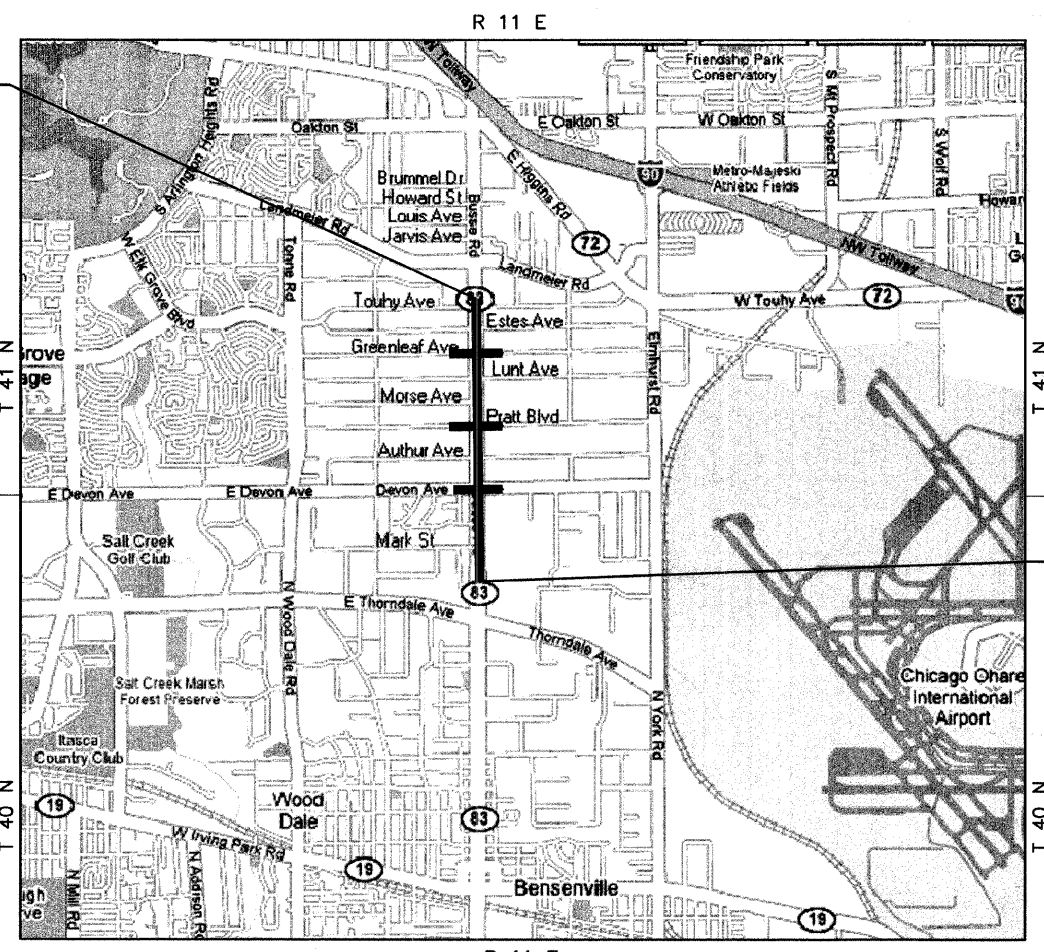 R 11 E
NW Tollway
Friendship Park
Conservatory
S Arlington Heights Rd
Oakton St
E Oakton St
W Oakton St
S Mt Prospect Rd
S Wolf Rd
E Higgins Rd
90
Metro-Majeski
Athletic Fields
Brummel Dr
Howard St
Louis Ave
Jarvis Ave
Busse Rd
Howar
Landmeier Rd
72
NW Tollway
W Elk Grove Blvd
Tonne Rd
Landmeier Rd
Touhy Ave
83
W Touhy Ave
72
Estes Ave
Greenleaf Ave
Elmhurst Rd
Grove
age
T 41 N
T 41 N
Lunt Ave
Morse Ave
Pratt Blvd
Authur Ave
E Devon Ave
E Devon Ave
Devon Ave
Salt Creek
Golf Club
Mark St
83
E Thorndale Ave
Thorndale Ave
N Wood Dale Rd
Salt Creek Marsh
Forest Preserve
Chicago Ohare
International
Airport
N York Rd
Itasca
Country Club
T 40 N
T 40 N
19
Wood
Dale
83
W Irving Park Rd
19
Bensenville
19
N Addison Rd
gh
ve
R 11 E